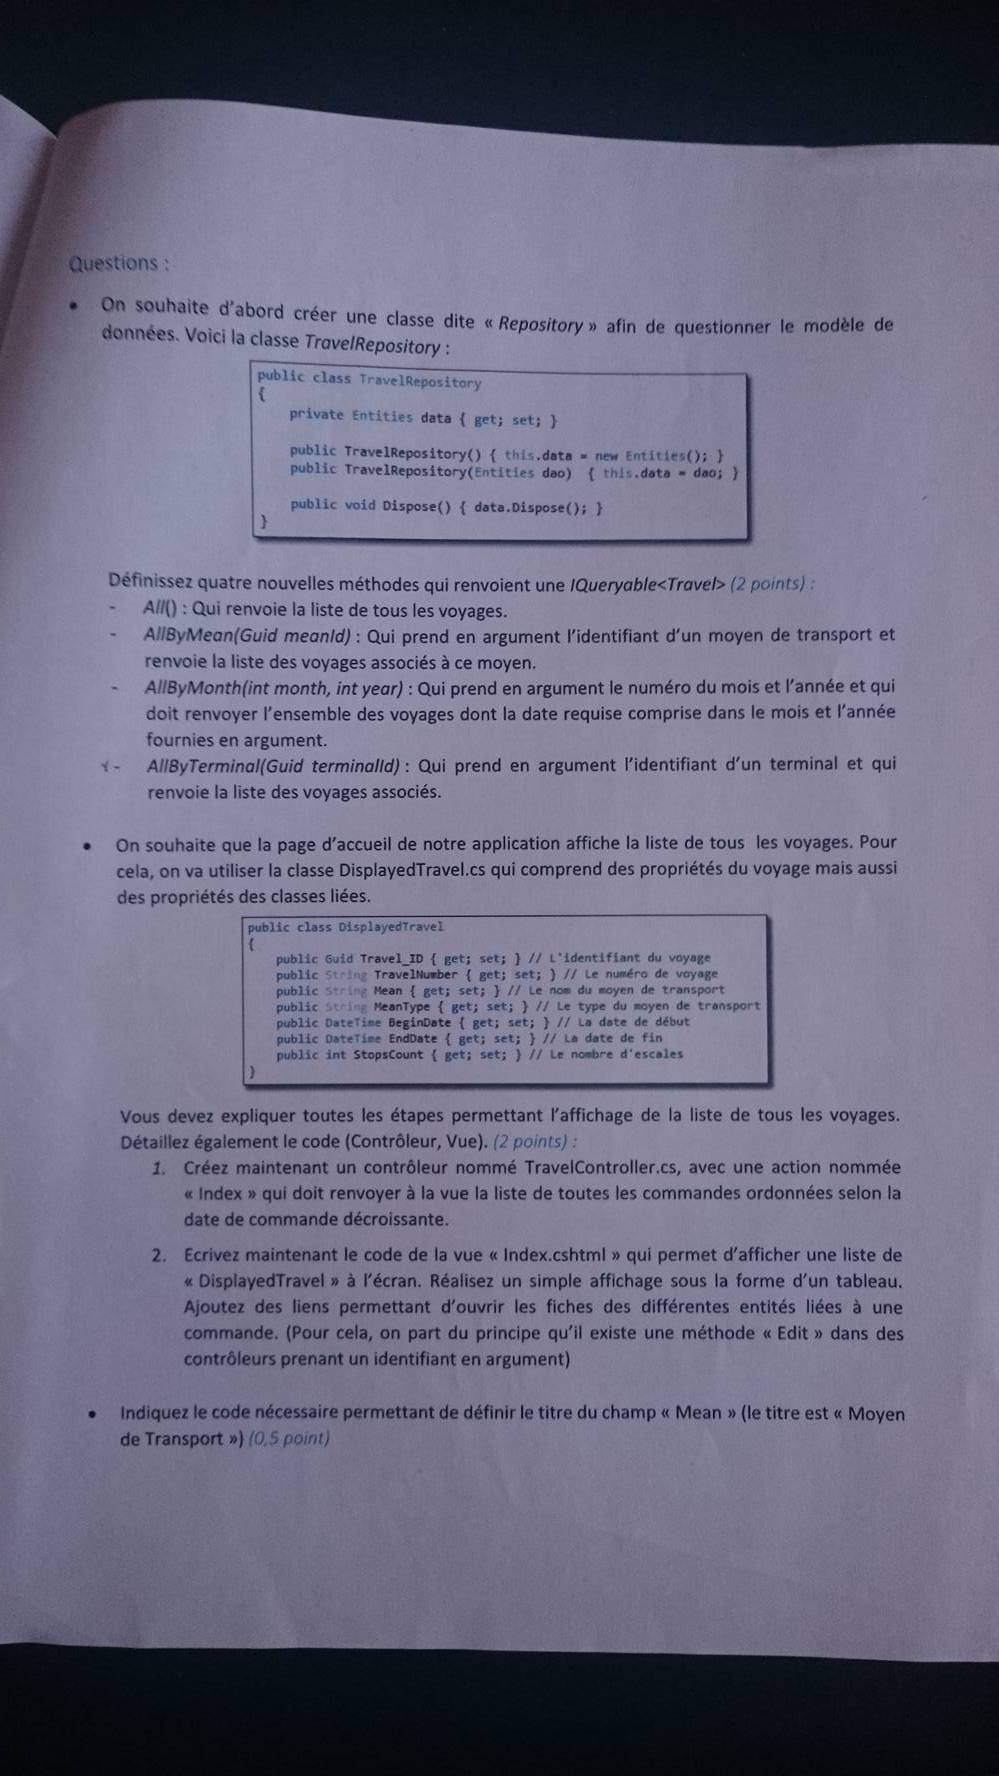 Questions :
• On souhaite d'abord créer une classe dite « Repository » afin de questionner le modèle de
données. Voici la classe TravelRepository :
public class TravelRepository
{
private Entities data { get; set; }
public TravelRepository() { this.data = new Entities(); }
public TravelRepository(Entities dao) { this.data = dao; }
public void Dispose() { data.Dispose(); }
}
Définissez quatre nouvelles méthodes qui renvoient une IQueryable<Travel> (2 points) :
- All() : Qui renvoie la liste de tous les voyages.
- AllByMean(Guid meanId) : Qui prend en argument l'identifiant d'un moyen de transport et
renvoie la liste des voyages associés à ce moyen.
- AllByMonth(int month, int year) : Qui prend en argument le numéro du mois et l'année et qui
doit renvoyer l'ensemble des voyages dont la date requise comprise dans le mois et l'année
fournies en argument.
- AllByTerminal(Guid terminalId) : Qui prend en argument l'identifiant d'un terminal et qui
renvoie la liste des voyages associés.
• On souhaite que la page d'accueil de notre application affiche la liste de tous les voyages. Pour
cela, on va utiliser la classe DisplayedTravel.cs qui comprend des propriétés du voyage mais aussi
des propriétés des classes liées.
public class DisplayedTravel
{
public Guid Travel_ID { get; set; } // L'identifiant du voyage
public String TravelNumber { get; set; } // Le numéro de voyage
public String Mean { get; set; } // Le nom du moyen de transport
public String MeanType { get; set; } // Le type du moyen de transport
public DateTime BeginDate { get; set; } // La date de début
public DateTime EndDate { get; set; } // La date de fin
public int StopsCount { get; set; } // Le nombre d'escales
}
Vous devez expliquer toutes les étapes permettant l'affichage de la liste de tous les voyages.
Détaillez également le code (Contrôleur, Vue). (2 points) :
1. Créez maintenant un contrôleur nommé TravelController.cs, avec une action nommée
« Index » qui doit renvoyer à la vue la liste de toutes les commandes ordonnées selon la
date de commande décroissante.
2. Ecrivez maintenant le code de la vue « Index.cshtml » qui permet d'afficher une liste de
« DisplayedTravel » à l'écran. Réalisez un simple affichage sous la forme d'un tableau.
Ajoutez des liens permettant d'ouvrir les fiches des différentes entités liées à une
commande. (Pour cela, on part du principe qu'il existe une méthode « Edit » dans des
contrôleurs prenant un identifiant en argument)
• Indiquez le code nécessaire permettant de définir le titre du champ « Mean » (le titre est « Moyen
de Transport ») (0,5 point)